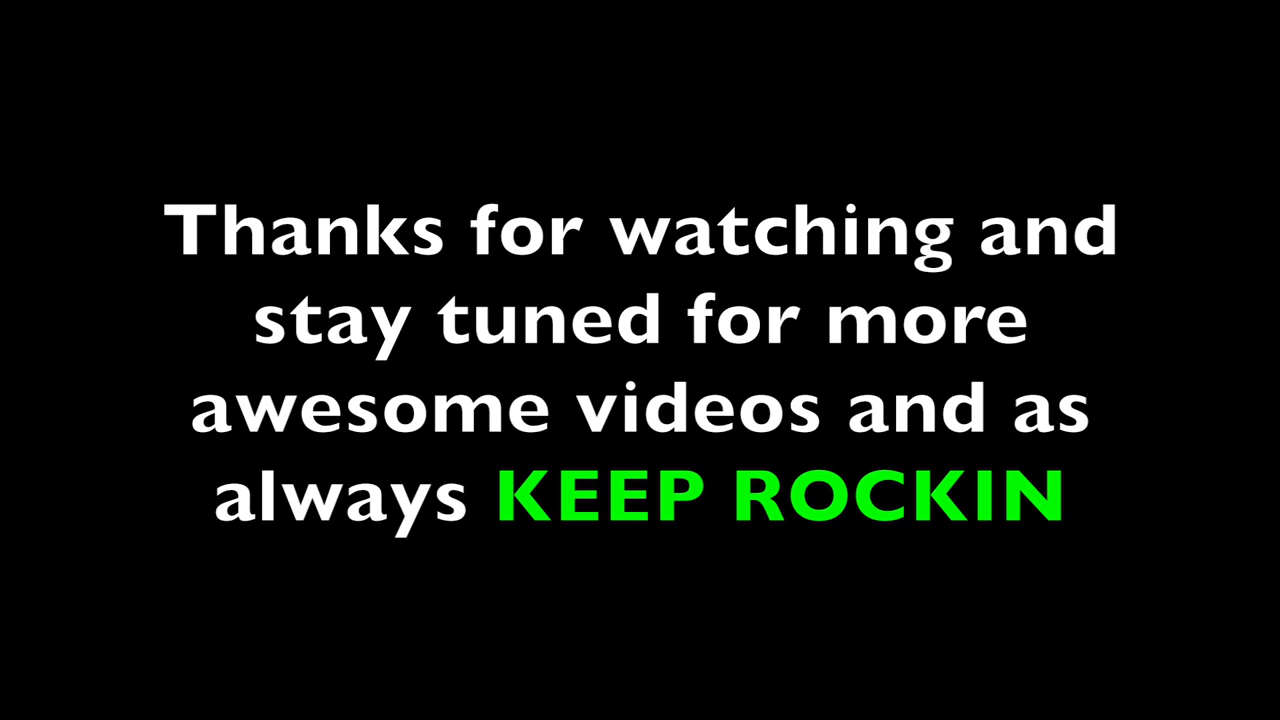 Thanks for watching and
stay tuned for more
awesome videos and as
always KEEP ROCKIN